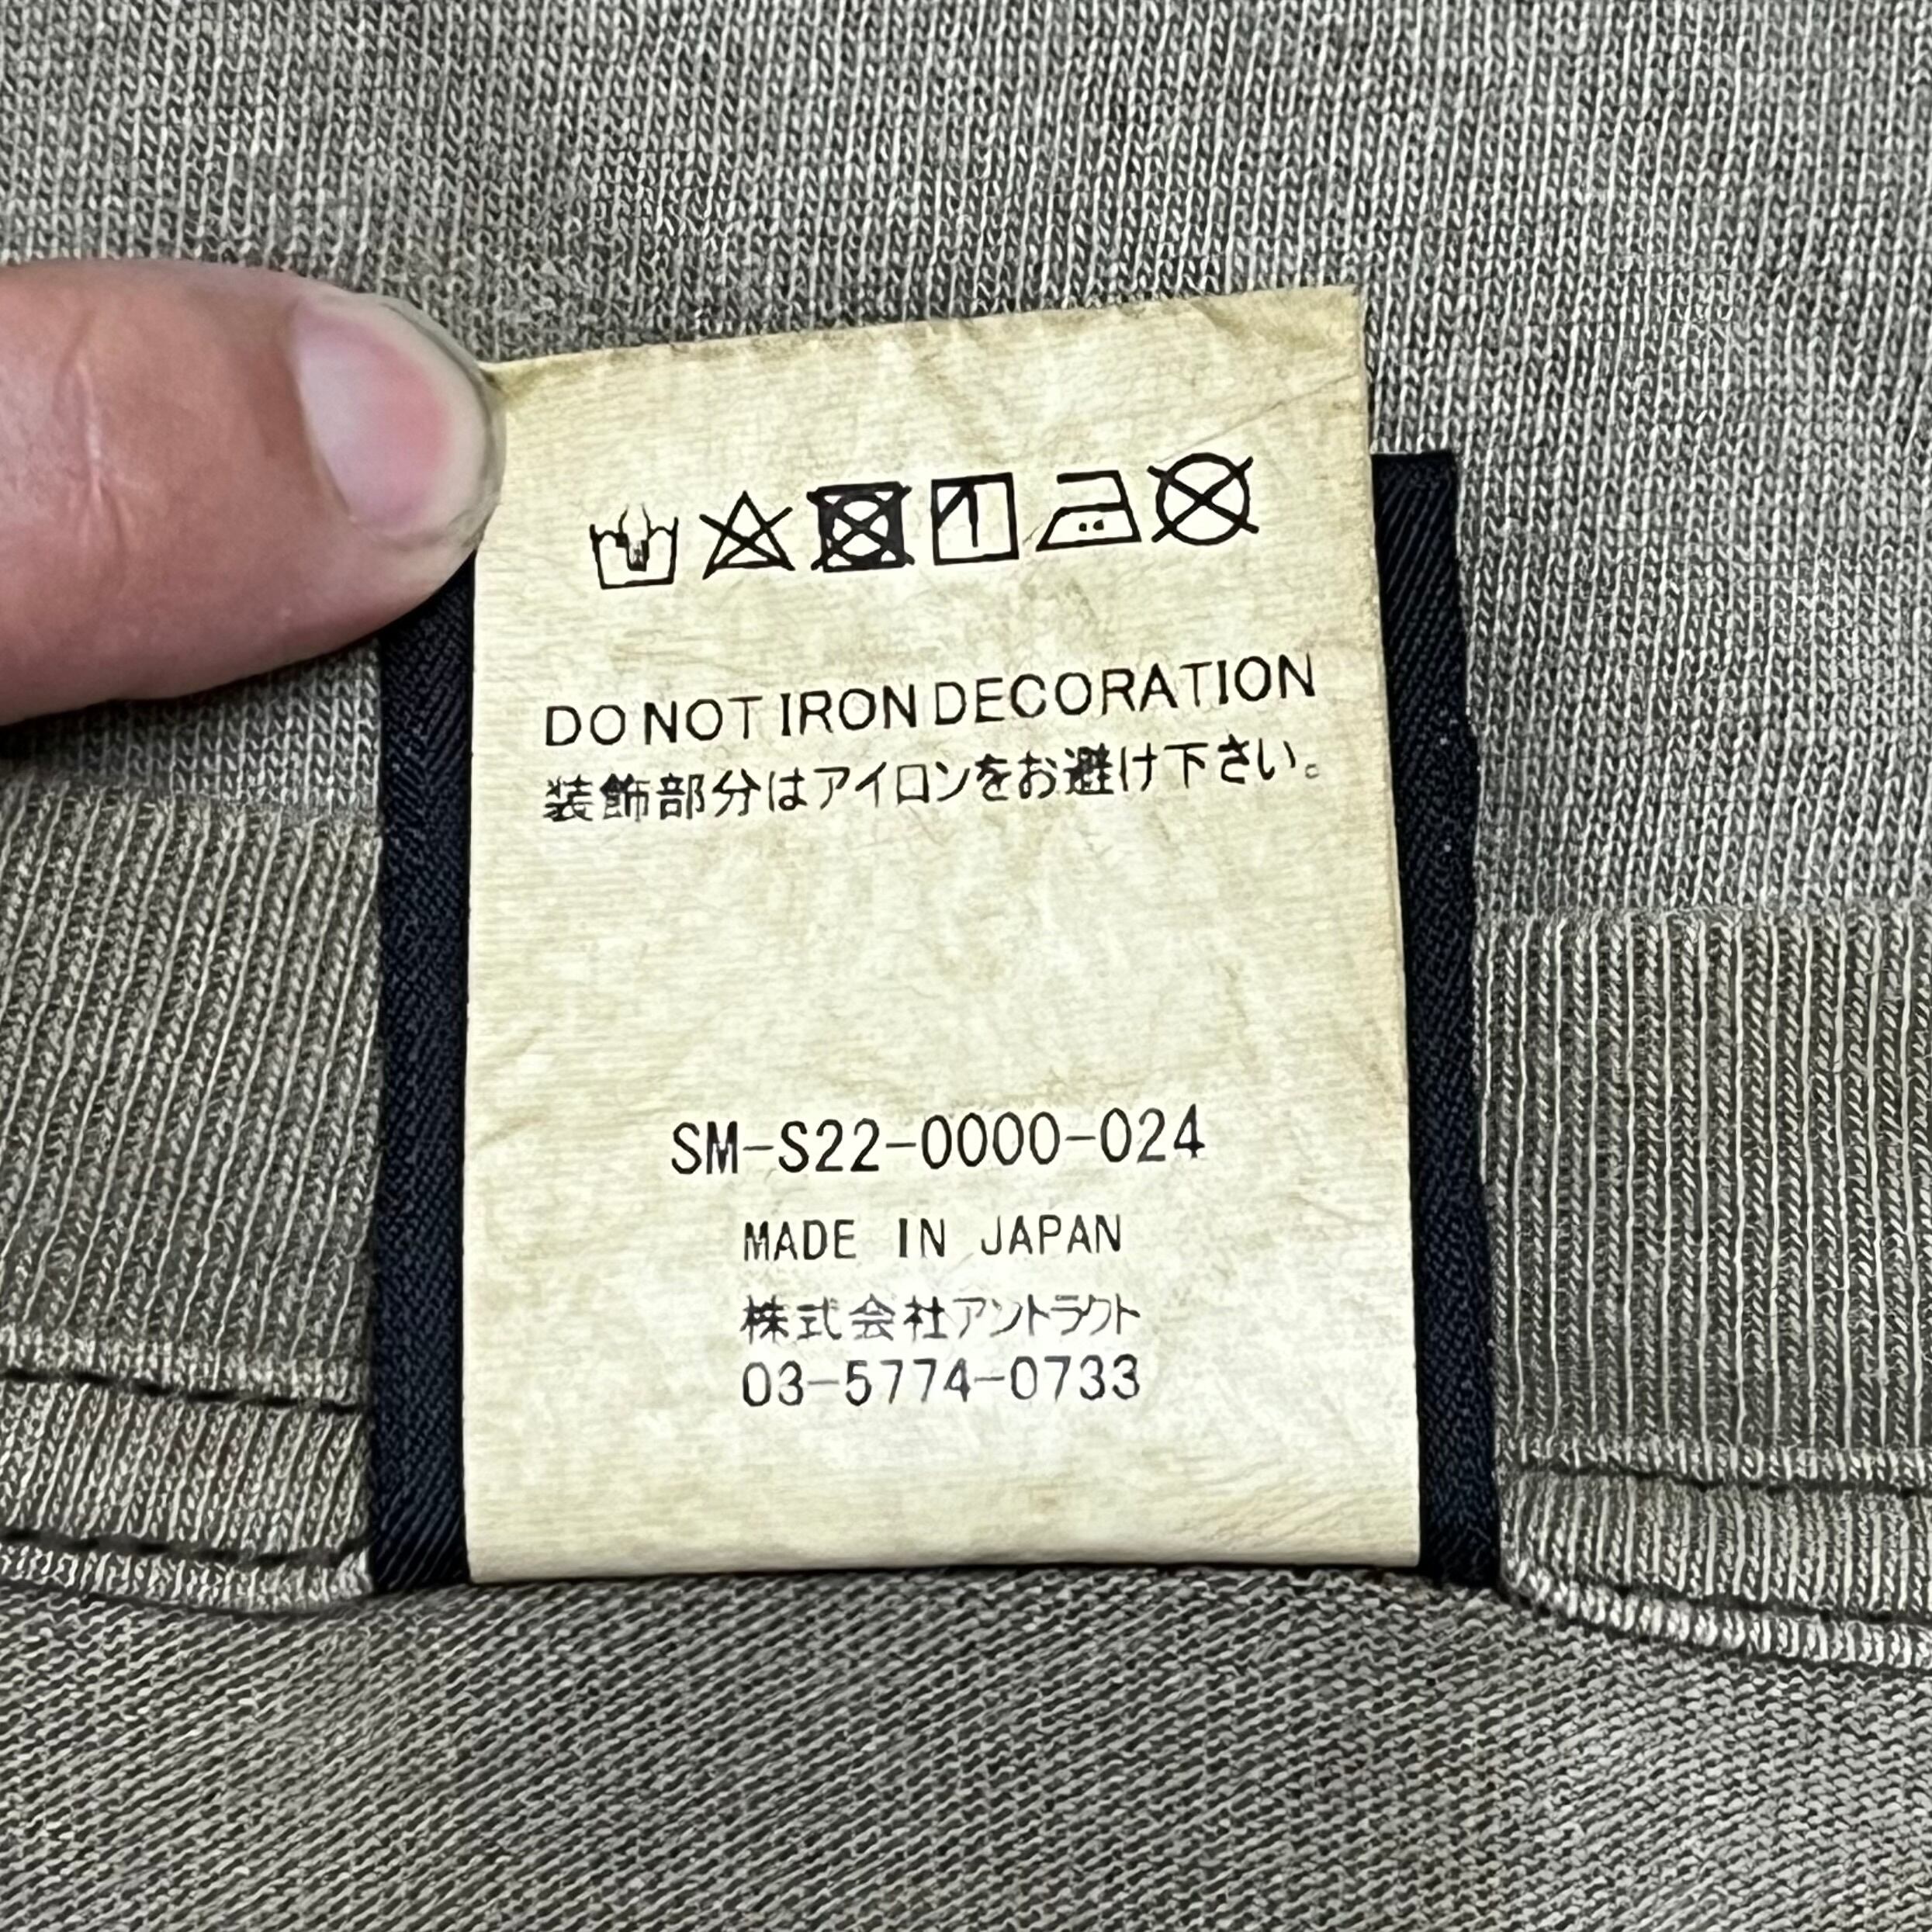 DO NOT IRON DECORATION
装飾部分はアイロンをお避け下さい。
SM-S22-0000-024
MADE IN JAPAN
株式会社アントラクト
03-5774-0733